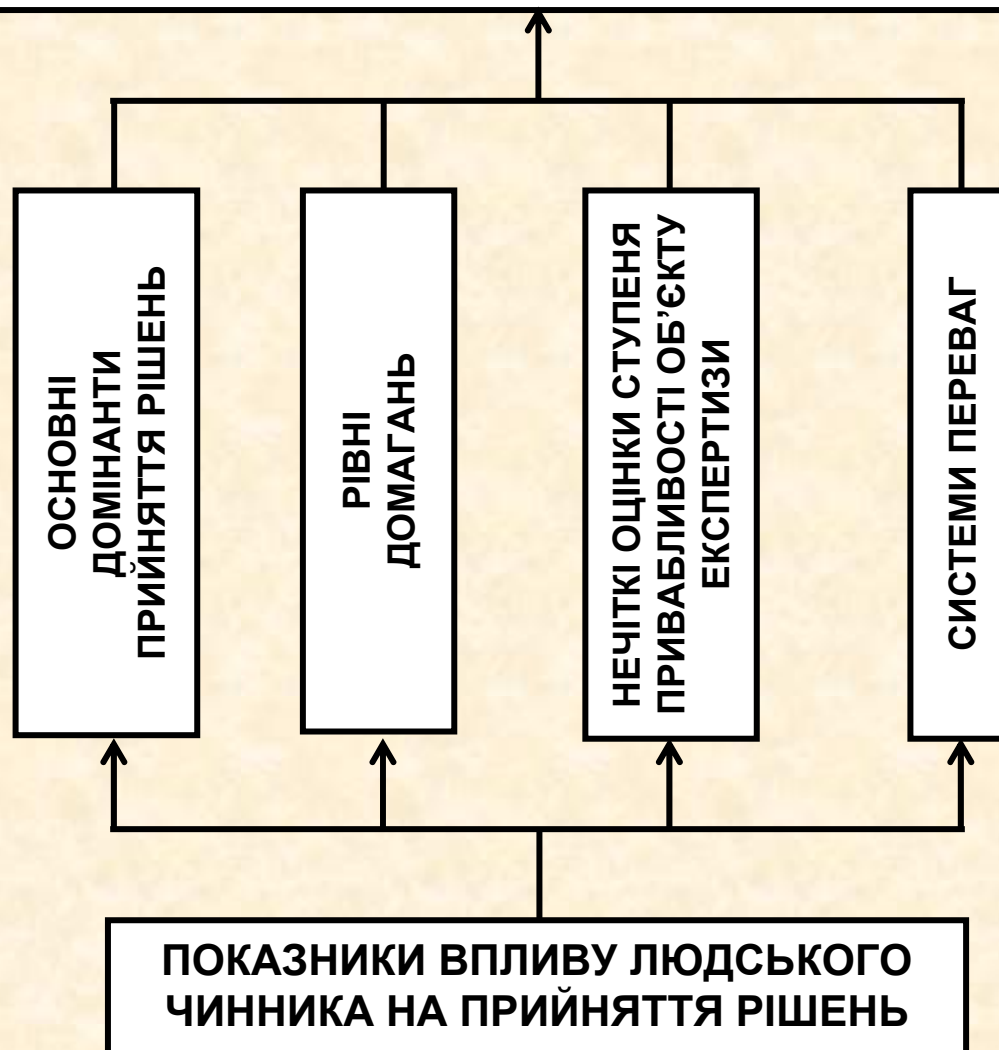 ОСНОВНІ
ДОМІНАНТИ
ПРИЙНЯТТЯ РІШЕНЬ
РІВНІ
ДОМАГАНЬ
НЕЧІТКІ ОЦІНКИ СТУПЕНЯ
ПРИВАБЛИВОСТІ ОБ’ЄКТУ
ЕКСПЕРТИЗИ
СИСТЕМИ ПЕРЕВАГ
ПОКАЗНИКИ ВПЛИВУ ЛЮДСЬКОГО
ЧИННИКА НА ПРИЙНЯТТЯ РІШЕНЬ